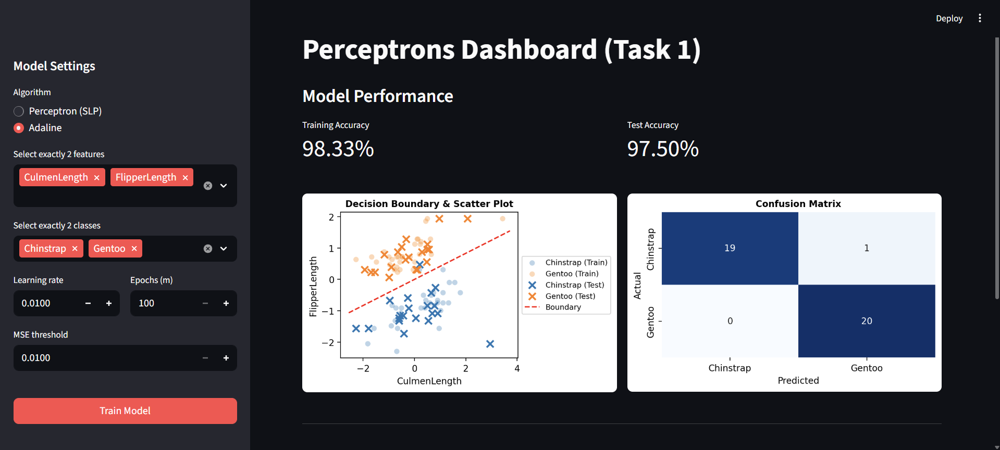 Deploy
Model Settings
Algorithm
Perceptron (SLP)
Adaline
Select exactly 2 features
CulmenLength
FlipperLength
Select exactly 2 classes
Chinstrap
Gentoo
Learning rate
Epochs (m)
0.0100
100
MSE threshold
0.0100
Train Model
Perceptrons Dashboard (Task 1)
Model Performance
Training Accuracy
98.33%
Test Accuracy
97.50%
Decision Boundary & Scatter Plot
2
1
0
−1
−2
FlipperLength
−2 0 2 4
CulmenLength
Chinstrap (Train)
Gentoo (Train)
Chinstrap (Test)
Gentoo (Test)
Boundary
Confusion Matrix
Actual
Chinstrap
19 1
Gentoo
0 20
Chinstrap Gentoo
Predicted